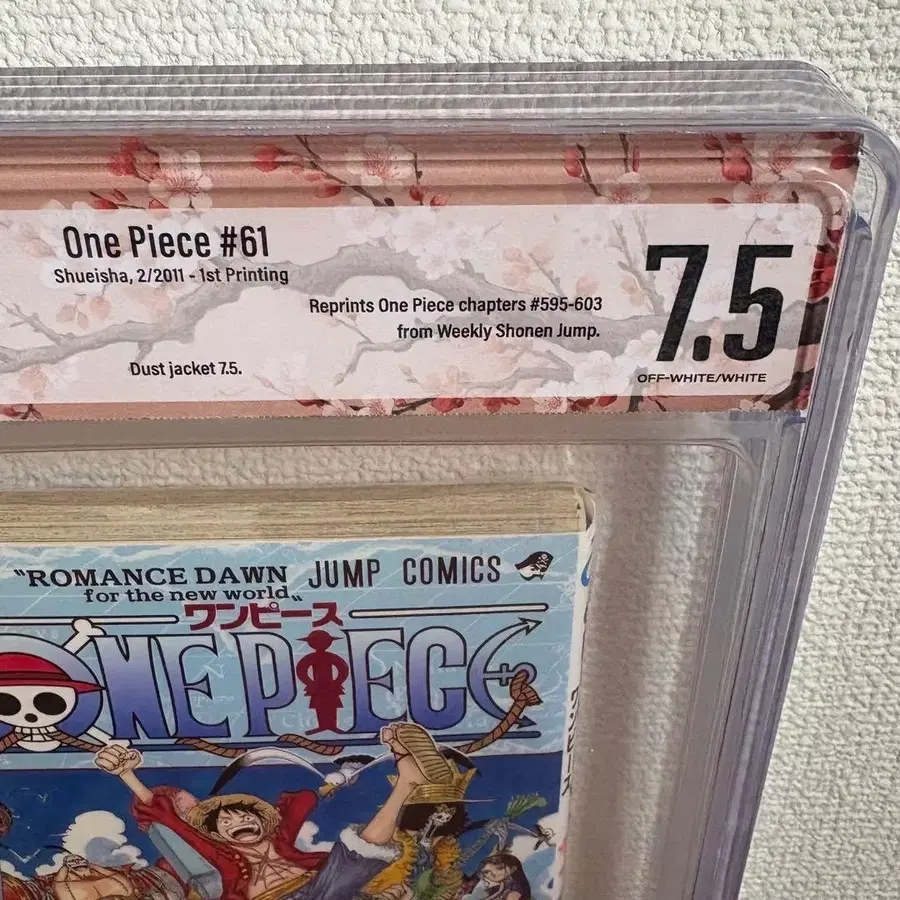 One Piece #61
Shueisha, 2/2011 - 1st Printing
Reprints One Piece chapters #595-603
from Weekly Shonen Jump.
Dust jacket 7.5.
7.5
OFF-WHITE/WHITE
"ROMANCE DAWN
for the new world"
JUMP COMICS
ワンピース
ONE PIECE